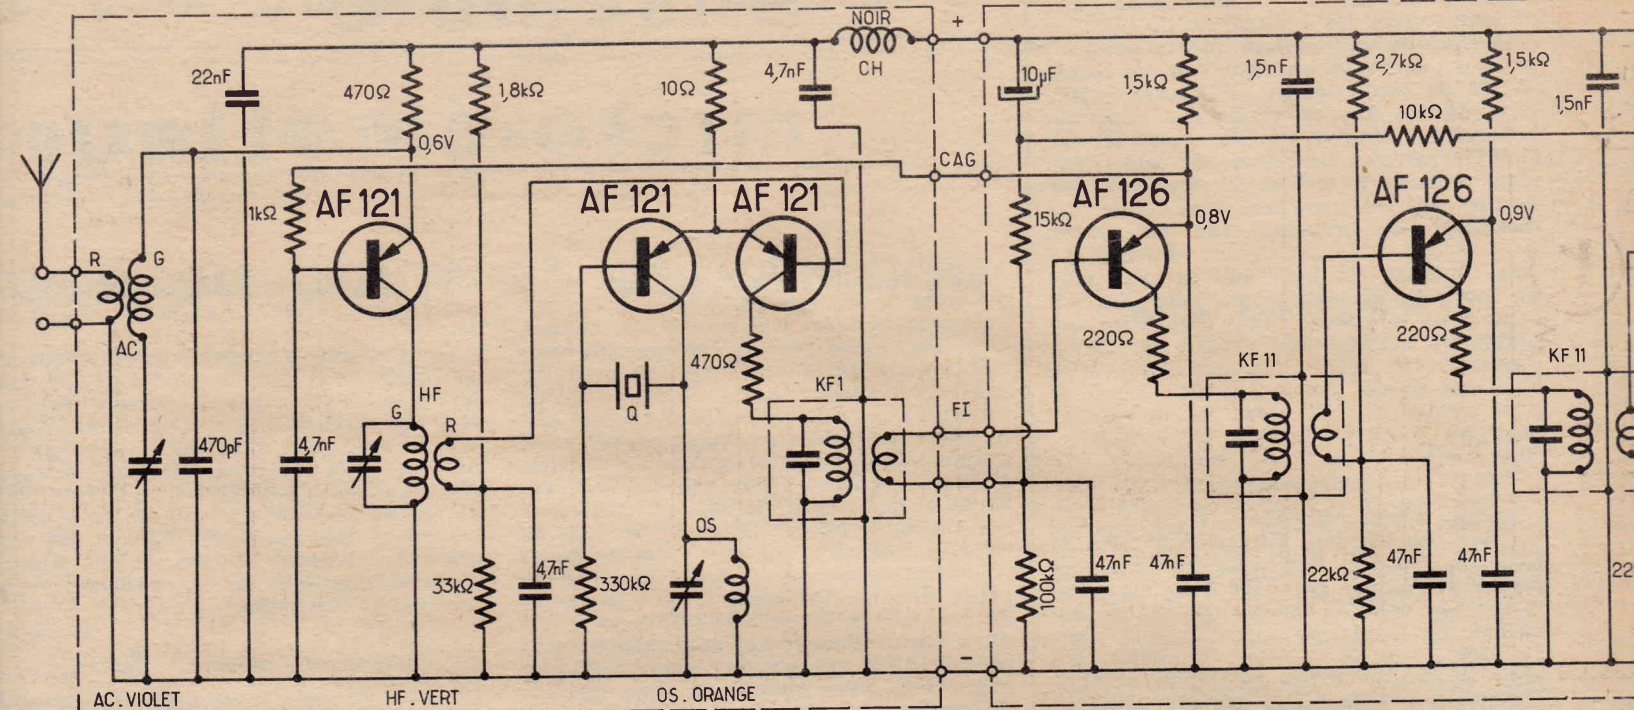 NOIR
+
CH
22nF
470Ω
1,8kΩ
10Ω
4,7nF
10µF
1,5kΩ
1,5nF
2,7kΩ
1,5kΩ
10kΩ
1,5nF
0,6V
CAG
AF 121
AF 121
AF 121
AF 126
AF 126
1kΩ
15kΩ
0,8V
0,9V
R
G
AC
220Ω
220Ω
470Ω
KF1
KF 11
KF 11
HF
G
R
Q
FI
470pF
4,7nF
OS
33kΩ
4,7nF
330kΩ
100kΩ
47nF
47nF
22kΩ
47nF
47nF
22
-
AC.VIOLET
HF.VERT
OS.ORANGE